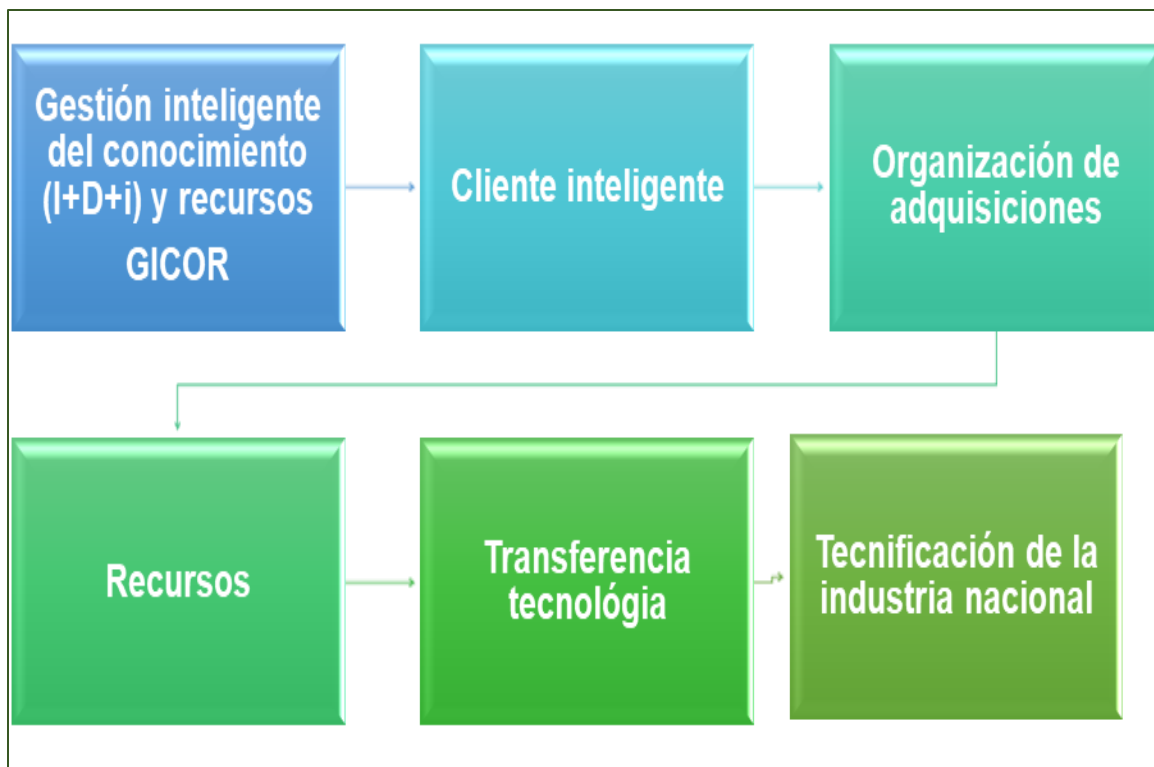 Gestión inteligente
del conocimiento
(I+D+i) y recursos
GICOR
Cliente inteligente
Organización de
adquisiciones
Recursos
Transferencia
tecnológia
Tecnificación de la
industria nacional